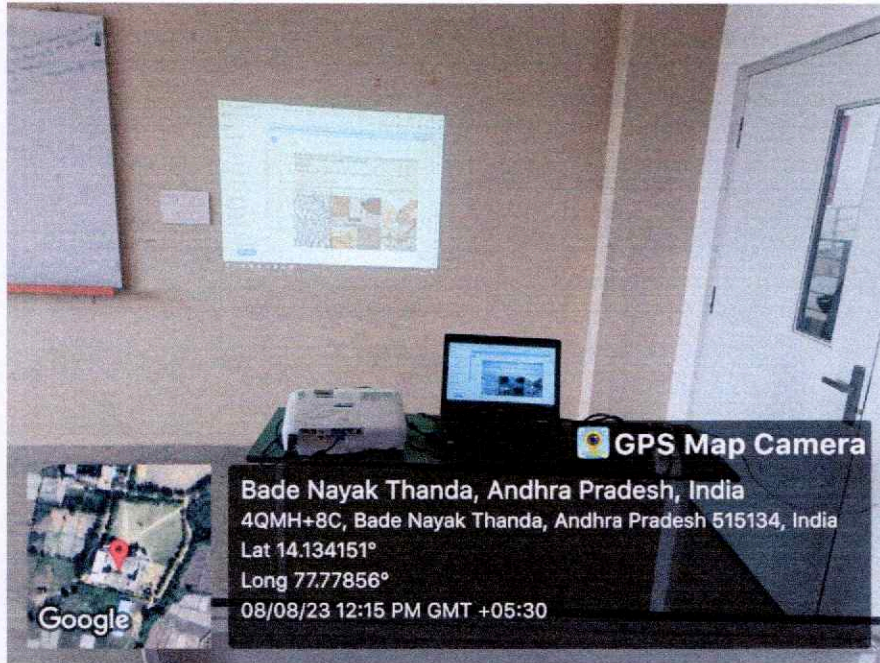 GPS Map Camera
Bade Nayak Thanda, Andhra Pradesh, India
4QMH+8C, Bade Nayak Thanda, Andhra Pradesh 515134, India
Lat 14.134151°
Long 77.77856°
08/08/23 12:15 PM GMT +05:30
Google